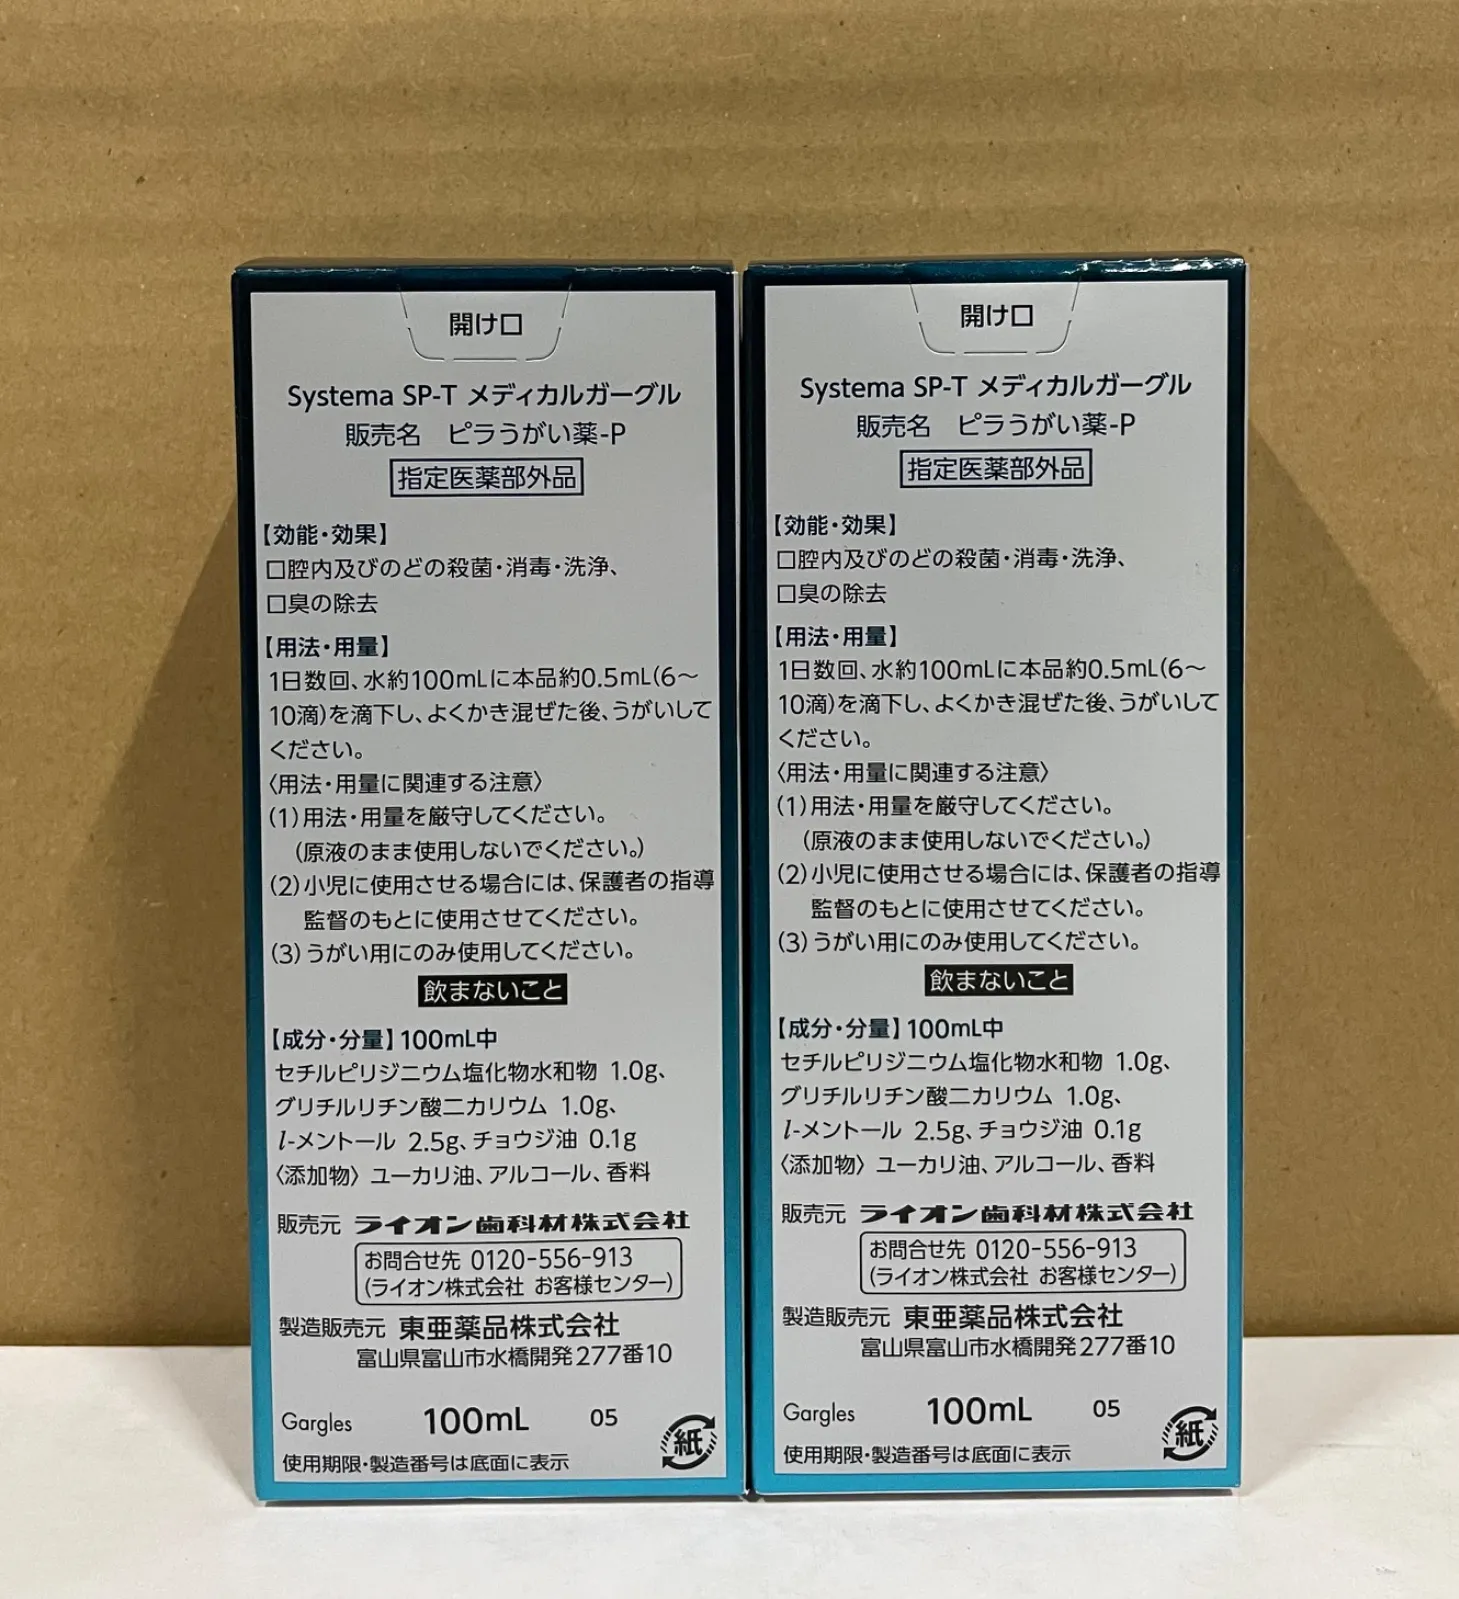 開け口
Systema SP-T メディカルガーグル
販売名 ピラうがい薬-P
指定医薬部外品
【効能・効果】
口腔内及びのどの殺菌・消毒・洗浄、
口臭の除去
【用法・用量】
1日数回、水約100mLに本品約0.5mL(6〜
10滴)を滴下し、よくかき混ぜた後、うがいして
ください。
〈用法・用量に関連する注意〉
(1)用法・用量を厳守してください。
(原液のまま使用しないでください。)
(2)小児に使用させる場合には、保護者の指導
監督のもとに使用させてください。
(3)うがい用にのみ使用してください。
飲まないこと
【成分・分量】100mL中
セチルピリジニウム塩化物水和物 1.0g、
グリチルリチン酸二カリウム 1.0g、
l-メントール 2.5g、チョウジ油 0.1g
〈添加物〉ユーカリ油、アルコール、香料
販売元 ライオン歯科材株式会社
お問合せ先 0120-556-913
(ライオン株式会社 お客様センター)
製造販売元 東亜薬品株式会社
富山県富山市水橋開発277番10
Gargles 100mL 05
紙
使用期限・製造番号は底面に表示
開け口
Systema SP-T メディカルガーグル
販売名 ピラうがい薬-P
指定医薬部外品
【効能・効果】
口腔内及びのどの殺菌・消毒・洗浄、
口臭の除去
【用法・用量】
1日数回、水約100mLに本品約0.5mL(6〜
10滴)を滴下し、よくかき混ぜた後、うがいして
ください。
〈用法・用量に関連する注意〉
(1)用法・用量を厳守してください。
(原液のまま使用しないでください。)
(2)小児に使用させる場合には、保護者の指導
監督のもとに使用させてください。
(3)うがい用にのみ使用してください。
飲まないこと
【成分・分量】100mL中
セチルピリジニウム塩化物水和物 1.0g、
グリチルリチン酸二カリウム 1.0g、
l-メントール 2.5g、チョウジ油 0.1g
〈添加物〉ユーカリ油、アルコール、香料
販売元 ライオン歯科材株式会社
お問合せ先 0120-556-913
(ライオン株式会社 お客様センター)
製造販売元 東亜薬品株式会社
富山県富山市水橋開発277番10
Gargles 100mL 05
紙
使用期限・製造番号は底面に表示